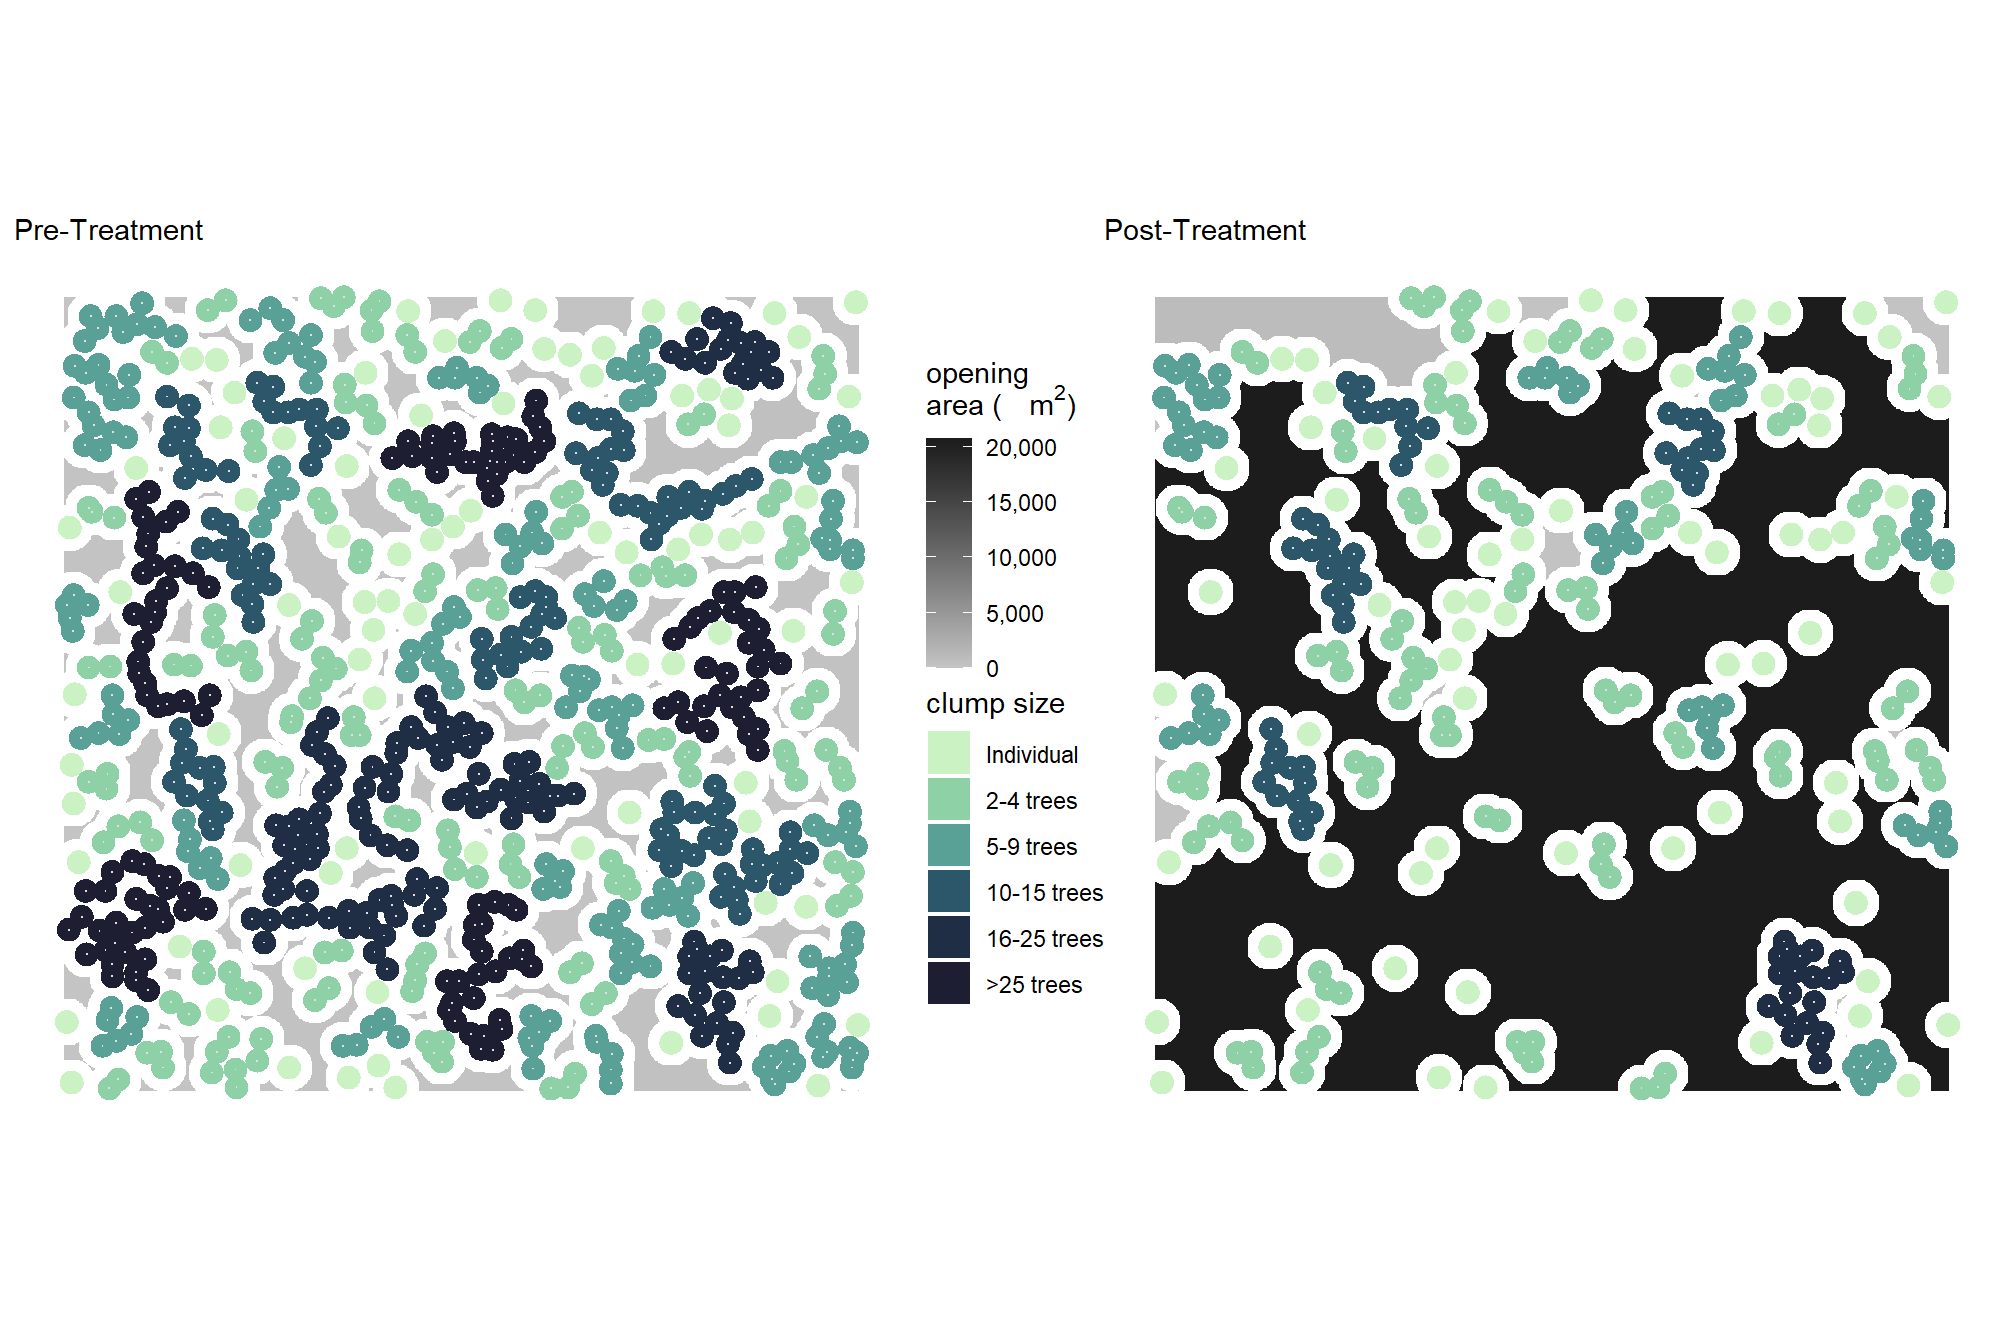 Pre-Treatment
Post-Treatment
opening
area ( m²)
20,000
15,000
10,000
5,000
0
clump size
Individual
2-4 trees
5-9 trees
10-15 trees
16-25 trees
>25 trees